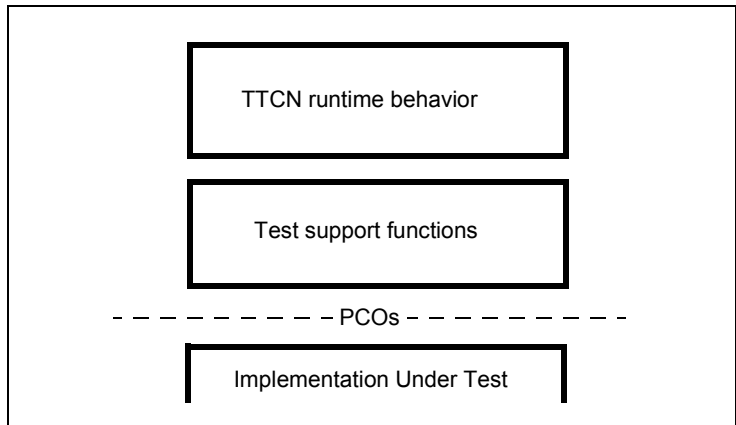 TTCN runtime behavior
Test support functions
PCOs
Implementation Under Test